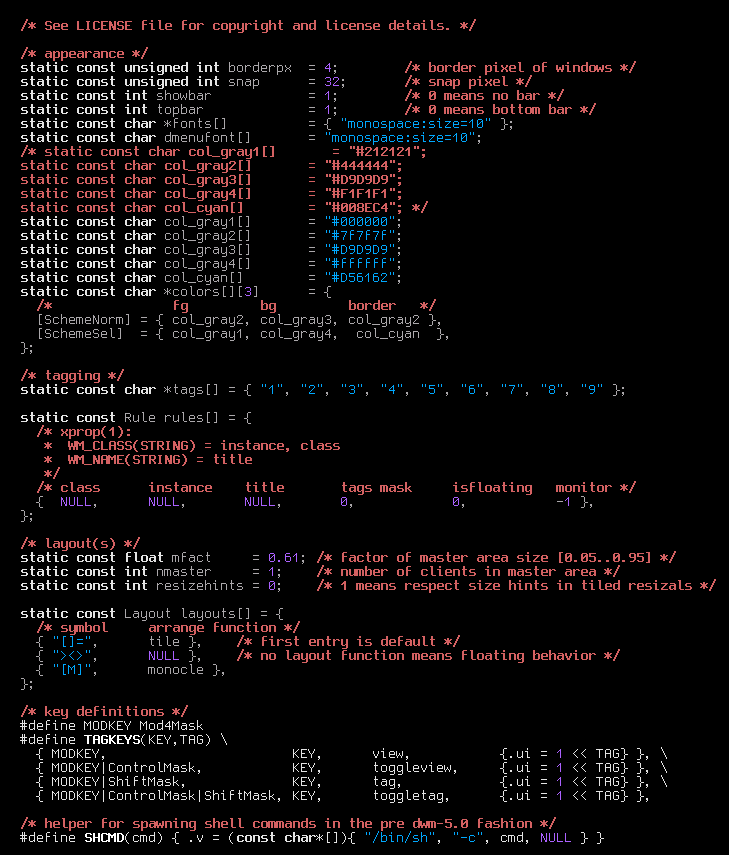 /* See LICENSE file for copyright and license details. */

/* appearance */
static const unsigned int borderpx  = 4;        /* border pixel of windows */
static const unsigned int snap      = 32;       /* snap pixel */
static const int showbar            = 1;        /* 0 means no bar */
static const int topbar             = 1;        /* 0 means bottom bar */
static const char *fonts[]          = { "monospace:size=10" };
static const char dmenufont[]       = "monospace:size=10";
/* static const char col_gray1[]       = "#212121";
static const char col_gray2[]       = "#444444";
static const char col_gray3[]       = "#D9D9D9";
static const char col_gray4[]       = "#F1F1F1";
static const char col_cyan[]        = "#008EC4"; */
static const char col_gray1[]       = "#000000";
static const char col_gray2[]       = "#7f7f7f";
static const char col_gray3[]       = "#D9D9D9";
static const char col_gray4[]       = "#ffffff";
static const char col_cyan[]        = "#D56162";
static const char *colors[][3]      = {
  /*               fg         bg         border   */
  [SchemeNorm] = { col_gray2, col_gray3, col_gray2 },
  [SchemeSel]  = { col_gray1, col_gray4,  col_cyan  },
};

/* tagging */
static const char *tags[] = { "1", "2", "3", "4", "5", "6", "7", "8", "9" };

static const Rule rules[] = {
  /* xprop(1):
   *  WM_CLASS(STRING) = instance, class
   *  WM_NAME(STRING) = title
   */
  /* class      instance    title       tags mask     isfloating   monitor */
  {  NULL,      NULL,       NULL,       0,            0,           -1 },
};

/* layout(s) */
static const float mfact     = 0.61; /* factor of master area size [0.05..0.95] */
static const int nmaster     = 1;    /* number of clients in master area */
static const int resizehints = 0;    /* 1 means respect size hints in tiled resizals */

static const Layout layouts[] = {
  /* symbol     arrange function */
  { "[]=",      tile },    /* first entry is default */
  { "><>",      NULL },    /* no layout function means floating behavior */
  { "[M]",      monocle },
};

/* key definitions */
#define MODKEY Mod4Mask
#define TAGKEYS(KEY,TAG) \
  { MODKEY,                       KEY,      view,           {.ui = 1 << TAG} }, \
  { MODKEY|ControlMask,           KEY,      toggleview,     {.ui = 1 << TAG} }, \
  { MODKEY|ShiftMask,             KEY,      tag,            {.ui = 1 << TAG} }, \
  { MODKEY|ControlMask|ShiftMask, KEY,      toggletag,      {.ui = 1 << TAG} },

/* helper for spawning shell commands in the pre dwm-5.0 fashion */
#define SHCMD(cmd) { .v = (const char*[]){ "/bin/sh", "-c", cmd, NULL } }